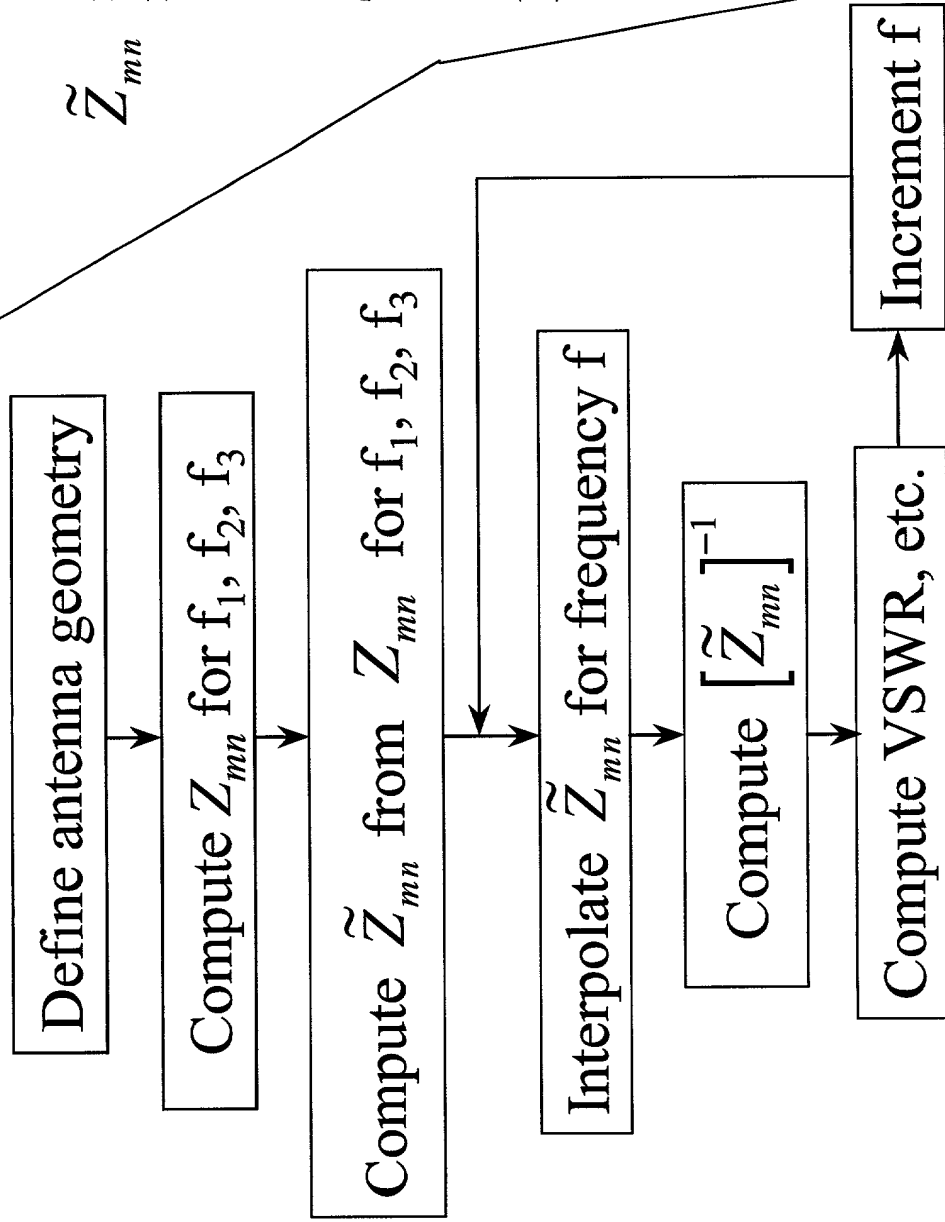 Z̃ₘₙ
Define antenna geometry
Compute Zₘₙ for f₁, f₂, f₃
Compute Z̃ₘₙ from Zₘₙ for f₁, f₂, f₃
Interpolate Z̃ₘₙ for frequency f
Compute [Z̃ₘₙ]⁻¹
Compute VSWR, etc.
Increment f